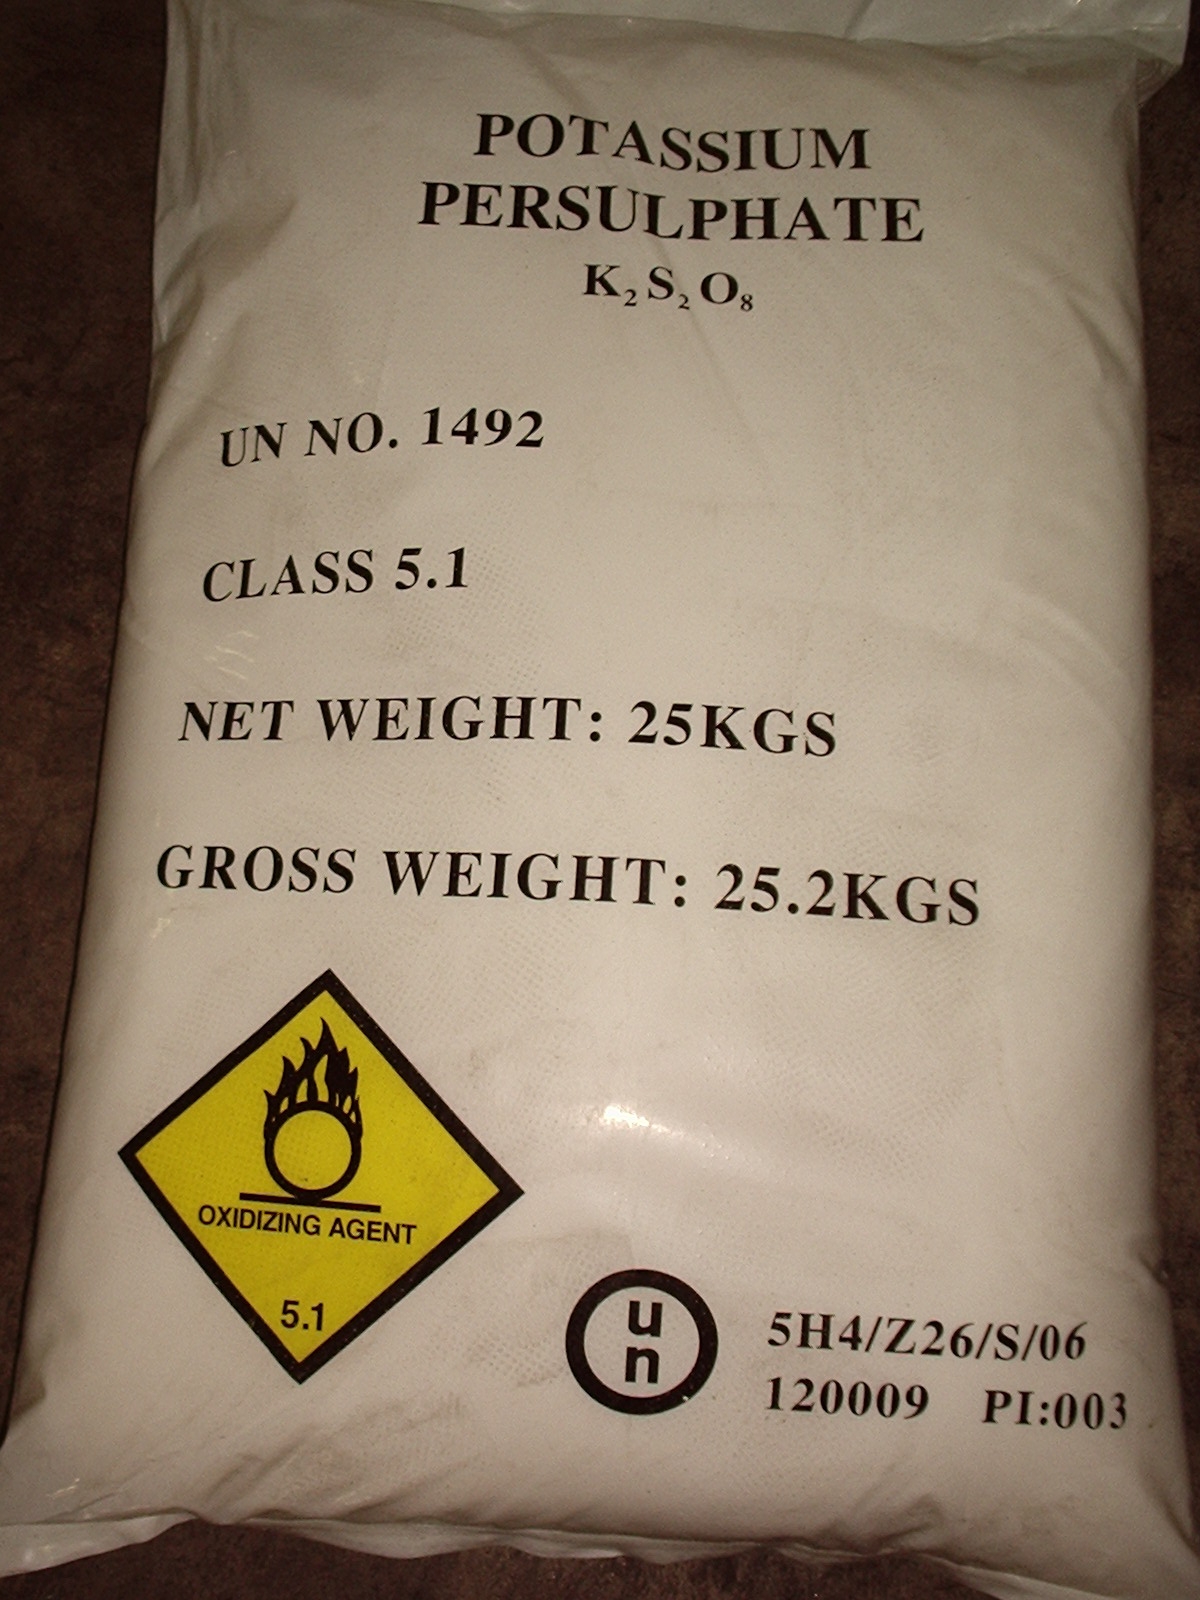 POTASSIUM
PERSULPHATE
K₂S₂O₈
UN NO. 1492
CLASS 5.1
NET WEIGHT: 25KGS
GROSS WEIGHT: 25.2KGS
OXIDIZING AGENT
5.1
u
n
5H4/Z26/S/06
120009 PI:003